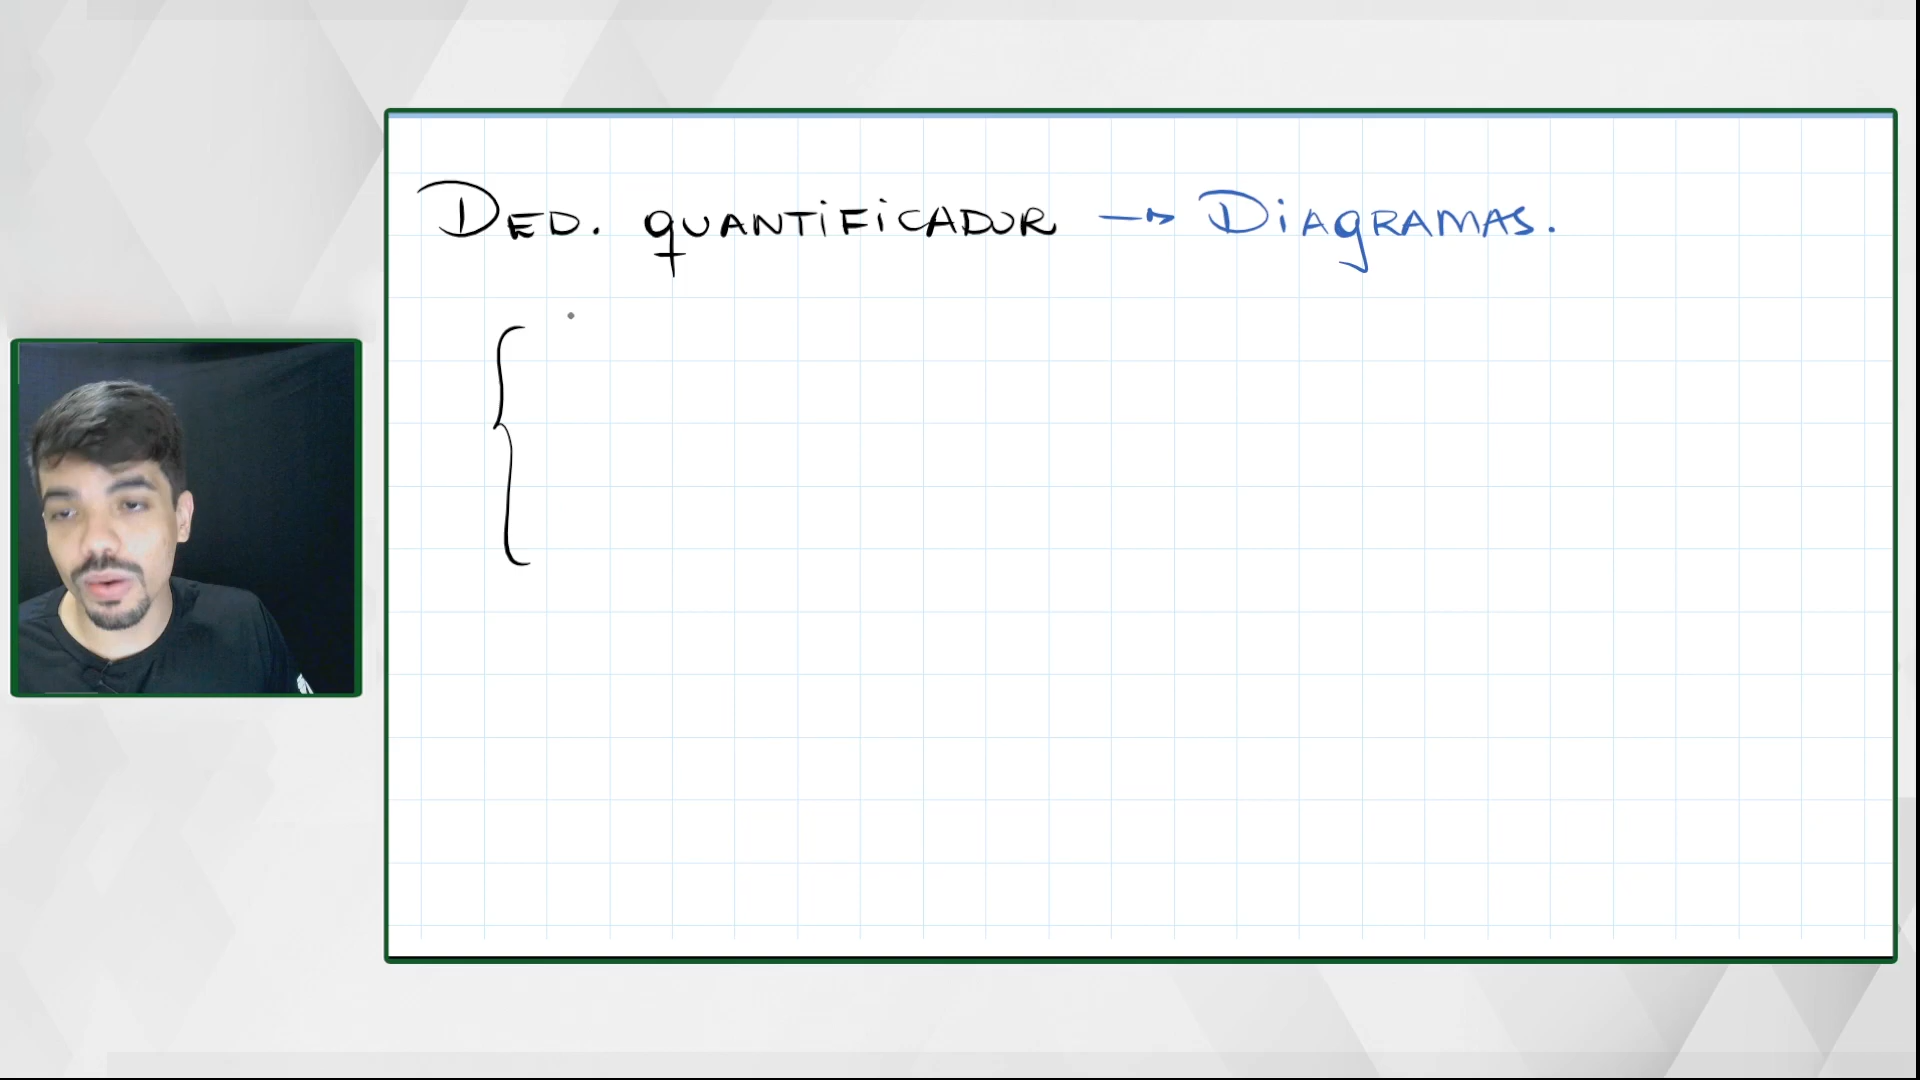 DED. QUANTIFICADOR → DIAGRAMAS.
{